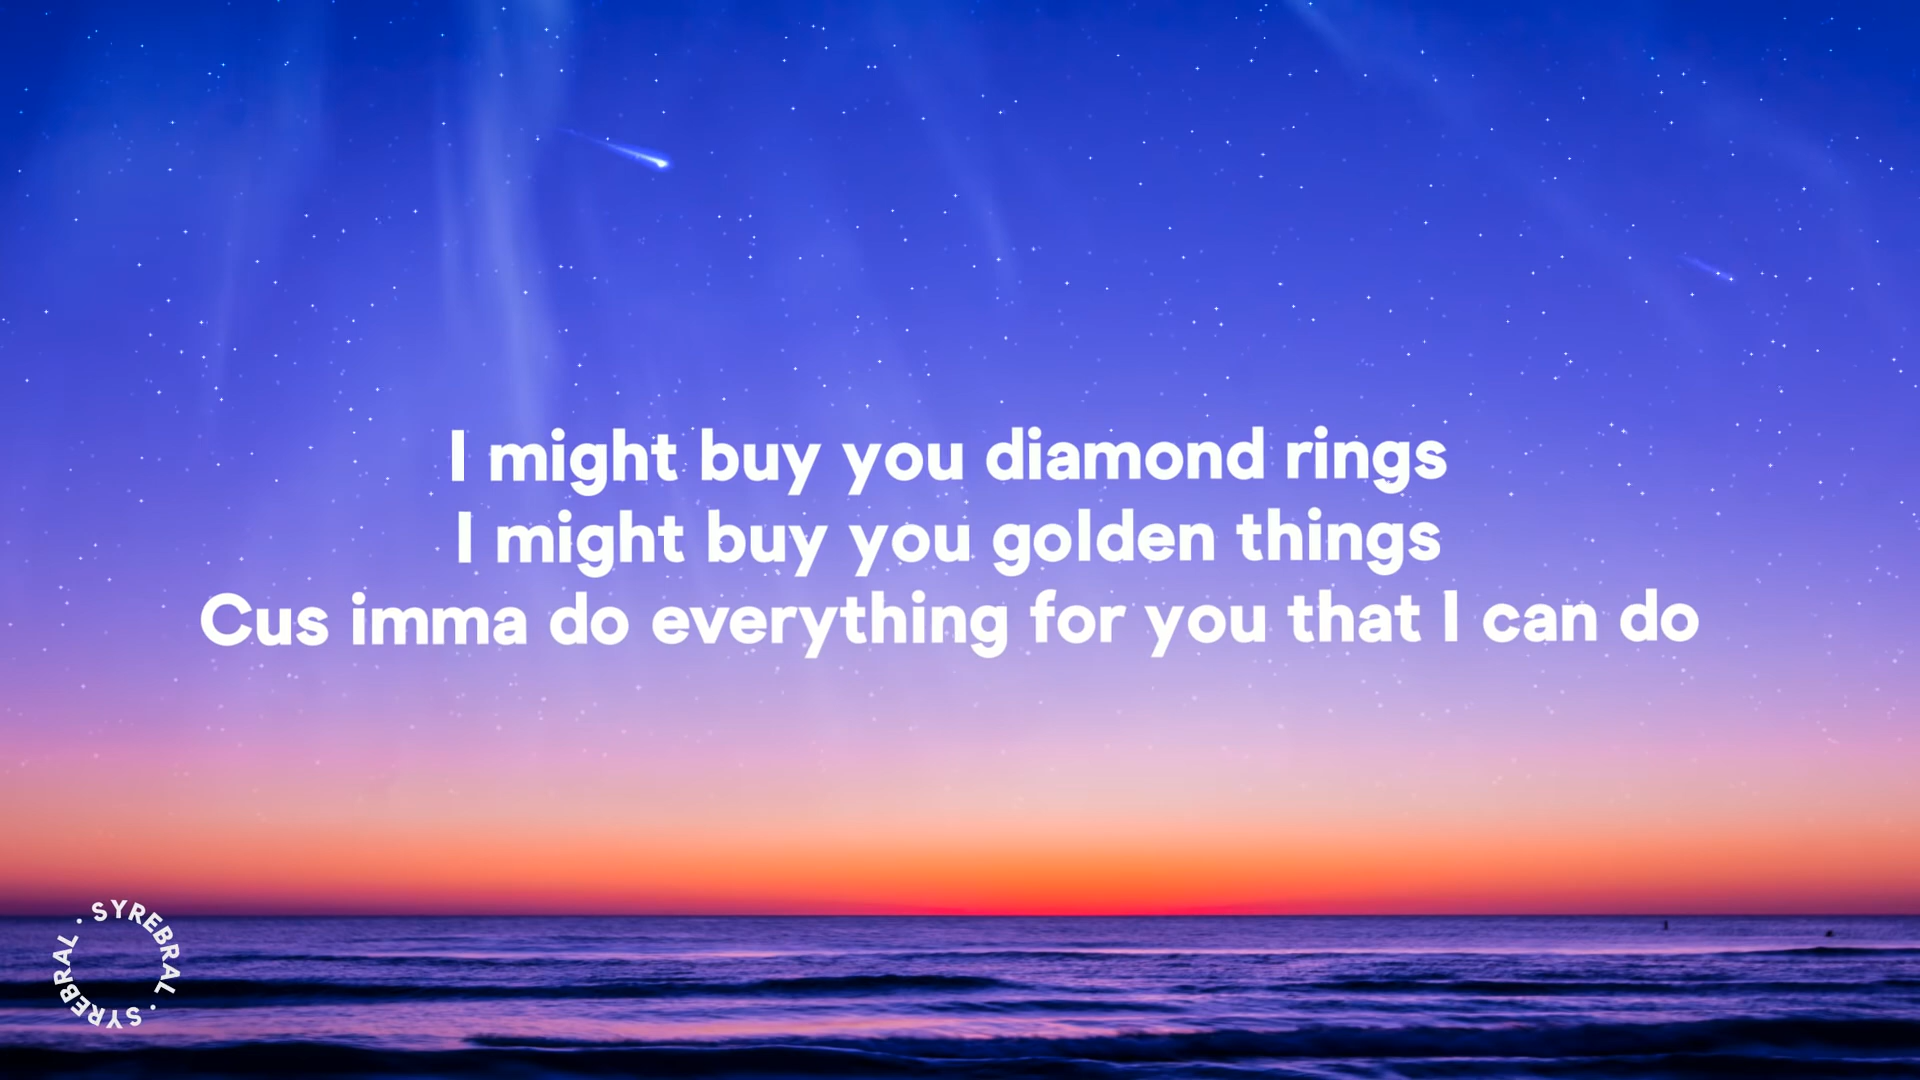 I might buy you diamond rings
I might buy you golden things
Cus imma do everything for you that I can do
SYREBRAL · SYREBRAL ·